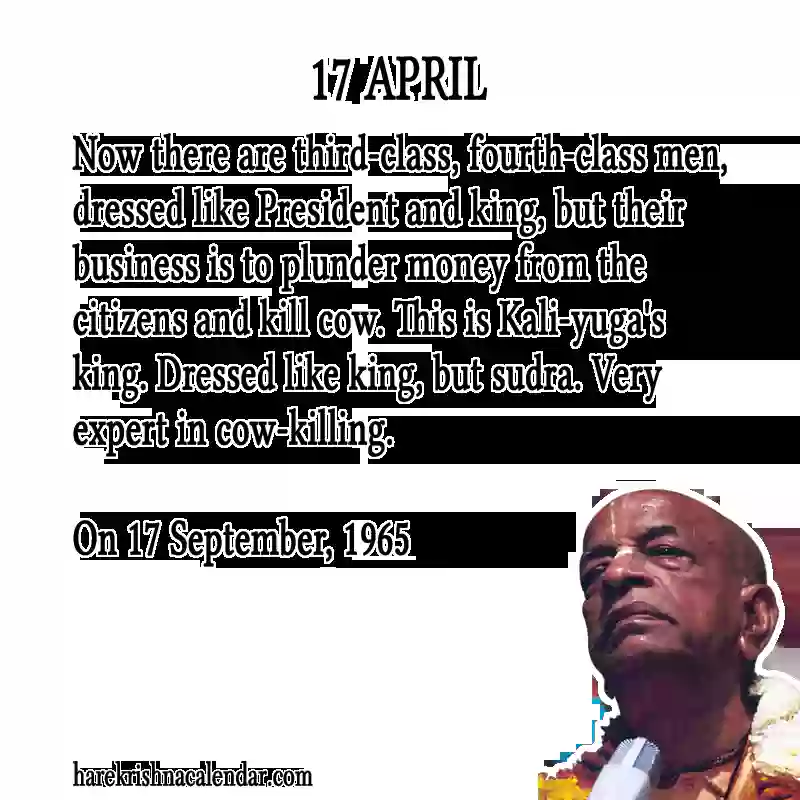 17 APRIL
Now there are third-class, fourth-class men,
dressed like President and king, but their
business is to plunder money from the
citizens and kill cow. This is Kali-yuga's
king. Dressed like king, but sudra. Very
expert in cow-killing.
On 17 September, 1965
harekrishnacalendar.com